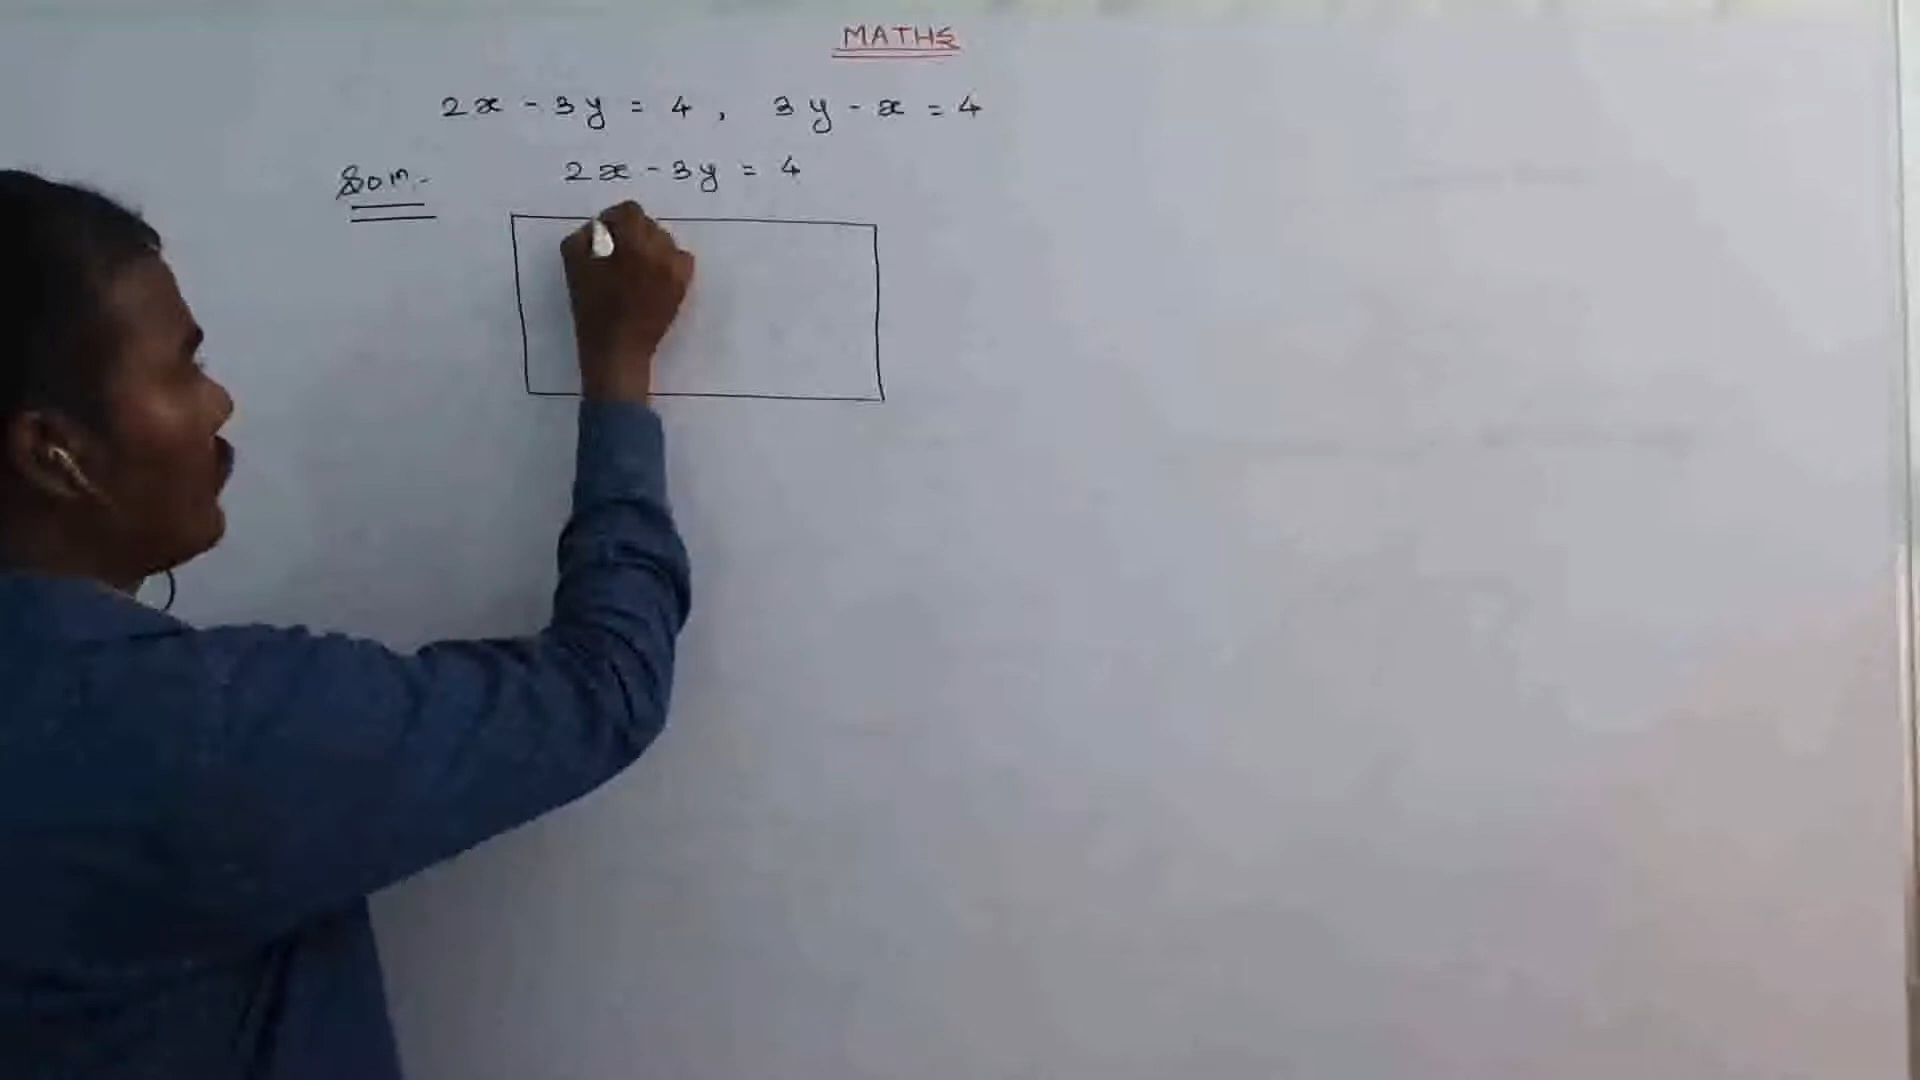 MATHS
2x - 3y = 4, 3y - x = 4
Soln.- 2x - 3y = 4